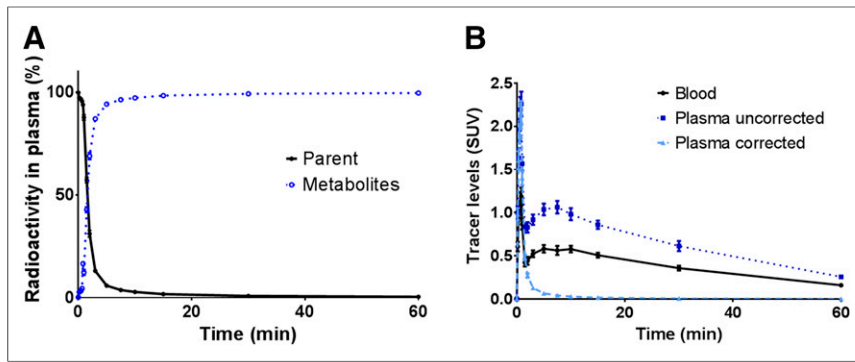 A
Radioactivity in plasma (%)
100
50
0
0
20
40
60
Time (min)
Parent
Metabolites
B
Tracer levels (SUV)
2.5
2.0
1.5
1.0
0.5
0.0
0
20
40
60
Time (min)
Blood
Plasma uncorrected
Plasma corrected